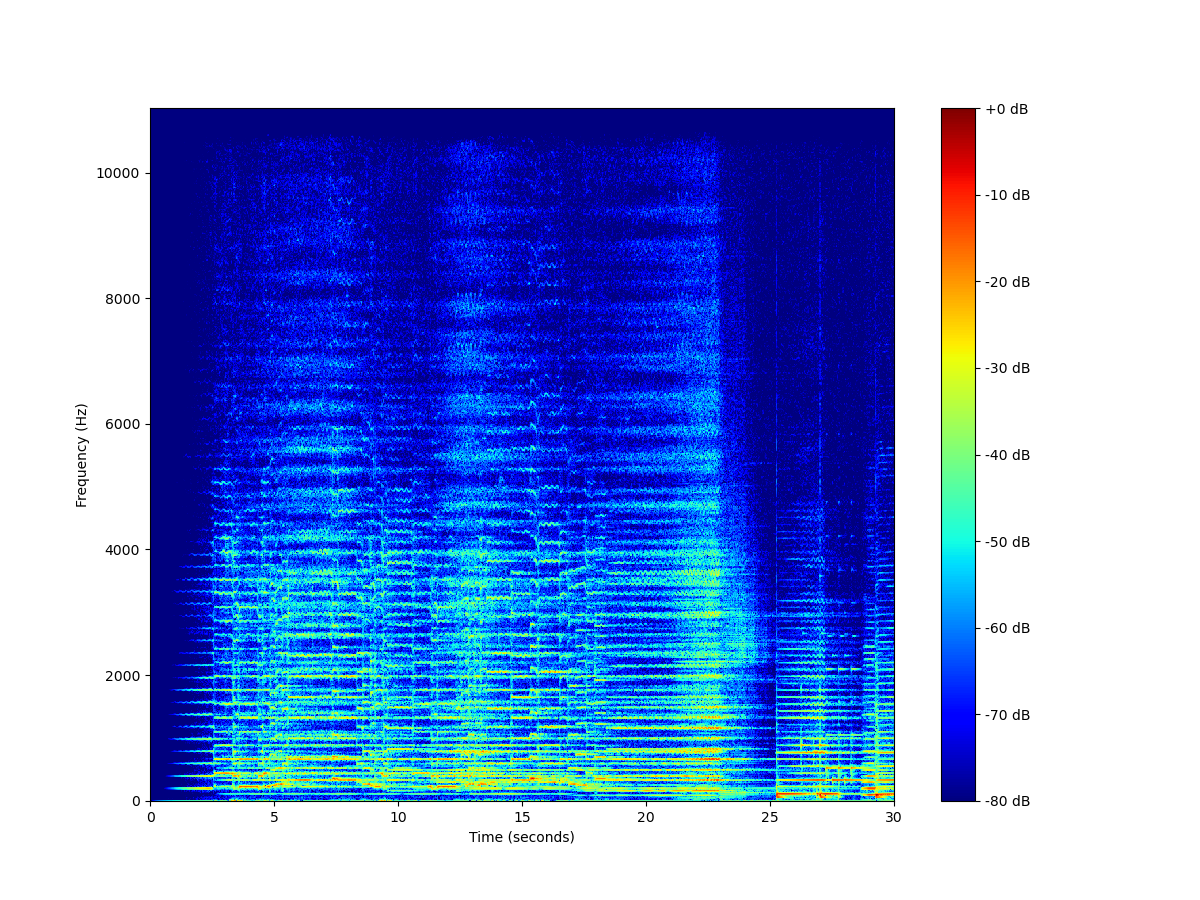 10000
8000
6000
4000
2000
0
Frequency (Hz)
0 5 10 15 20 25 30
Time (seconds)
+0 dB
-10 dB
-20 dB
-30 dB
-40 dB
-50 dB
-60 dB
-70 dB
-80 dB